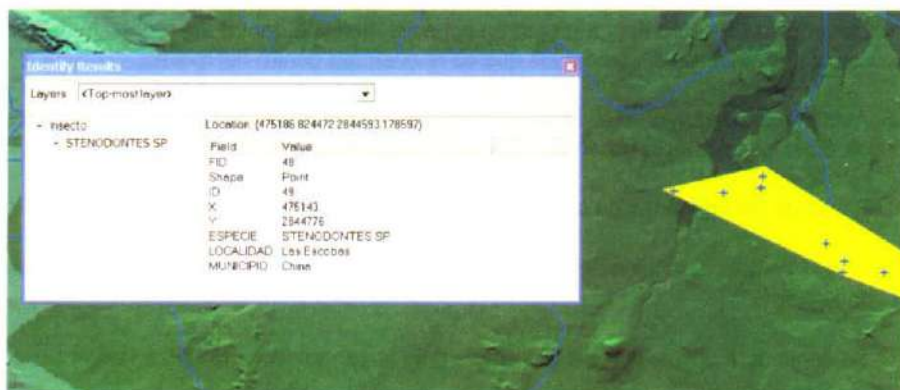 Identify Results
Layers: <Top-most layer>
- Insecto
- STENODONTES SP
Location: (475186.824472 2844593.178597)
Field Value
FID 48
Shape Point
ID 49
X 475143
Y 2844776
ESPECIE STENODONTES SP
LOCALIDAD Las Escobas
MUNICIPIO China